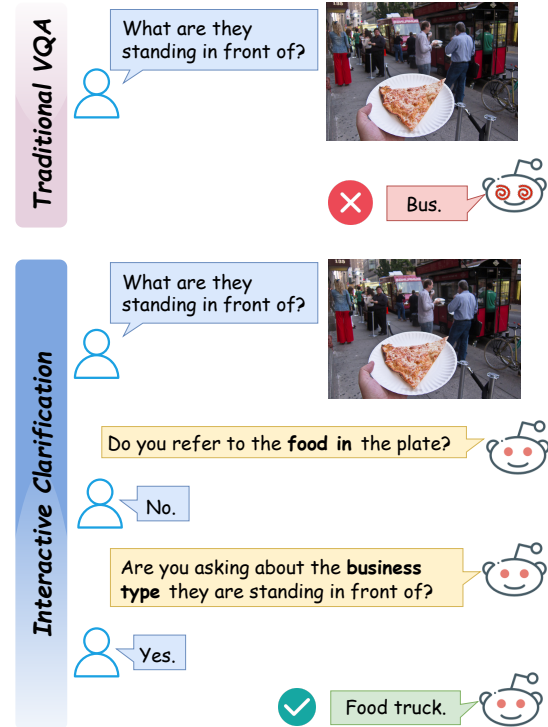 Traditional VQA
What are they
standing in front of?
Bus.
Interactive Clarification
What are they
standing in front of?
Do you refer to the food in the plate?
No.
Are you asking about the business
type they are standing in front of?
Yes.
Food truck.